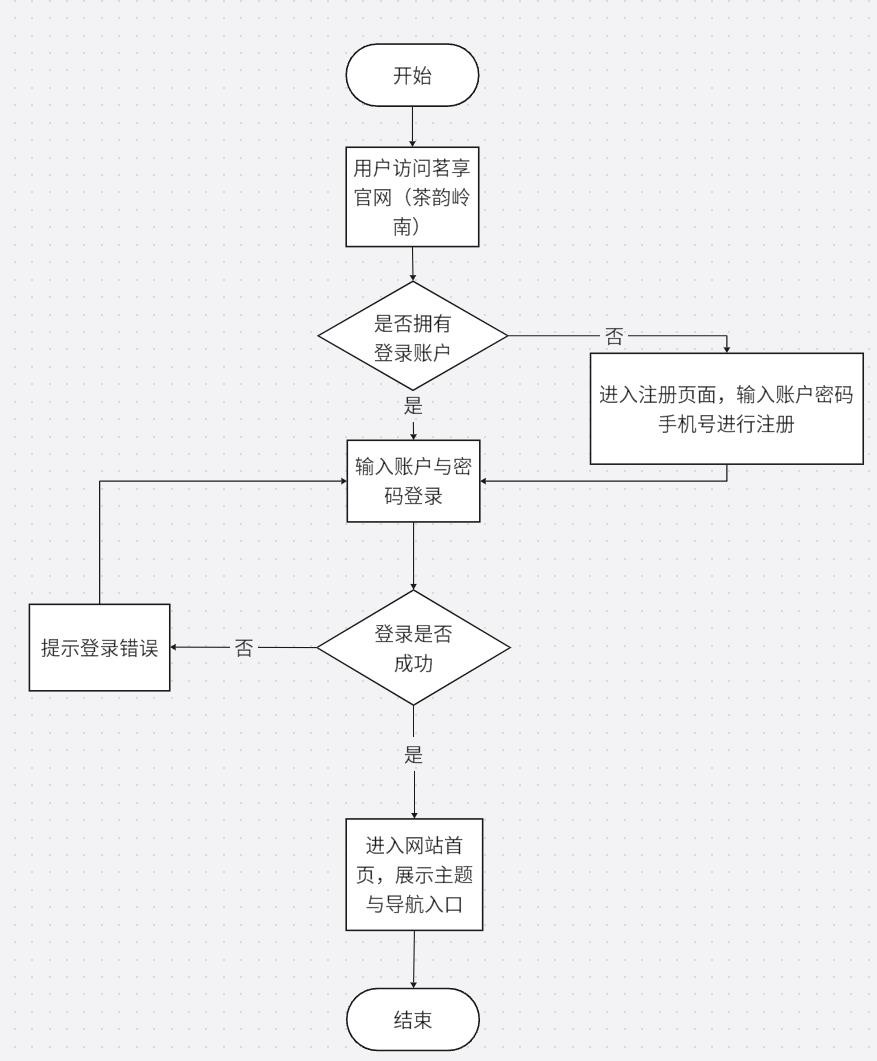 开始
用户访问茗享
官网（茶韵岭
南）
是否拥有
登录账户
否
进入注册页面，输入账户密码
手机号进行注册
是
输入账户与密
码登录
登录是否
成功
否
提示登录错误
是
进入网站首
页，展示主题
与导航入口
结束